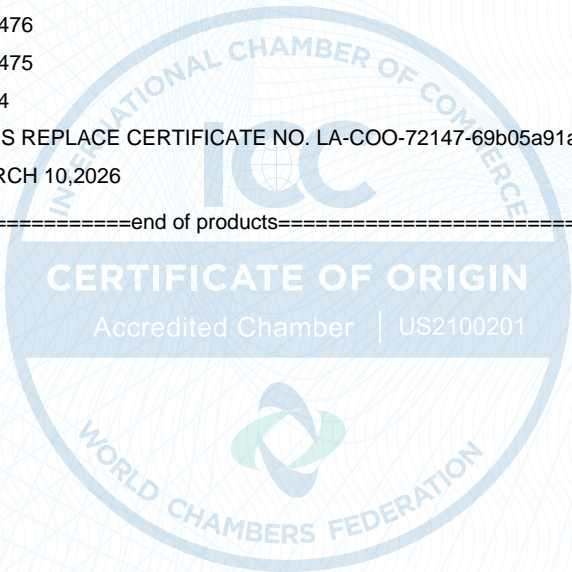 476
475
4
S REPLACE CERTIFICATE NO. LA-COO-72147-69b05a91a
RCH 10,2026
===========end of products========================
INTERNATIONAL CHAMBER OF COMMERCE
ICC
CERTIFICATE OF ORIGIN
Accredited Chamber | US2100201
WORLD CHAMBERS FEDERATION